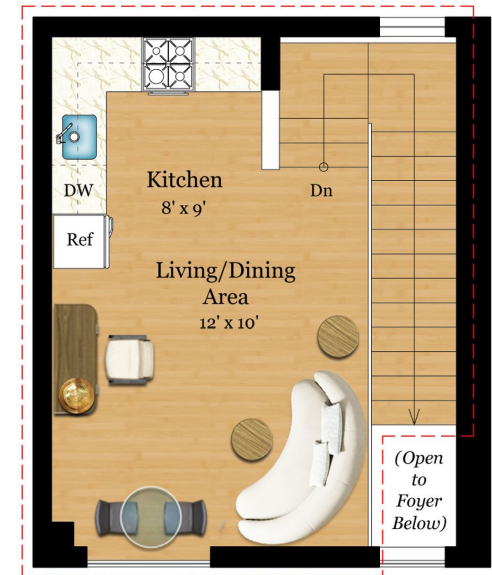 Kitchen
8' x 9'
DW
Dn
Ref
Living/Dining
Area
12' x 10'
(Open
to
Foyer
Below)